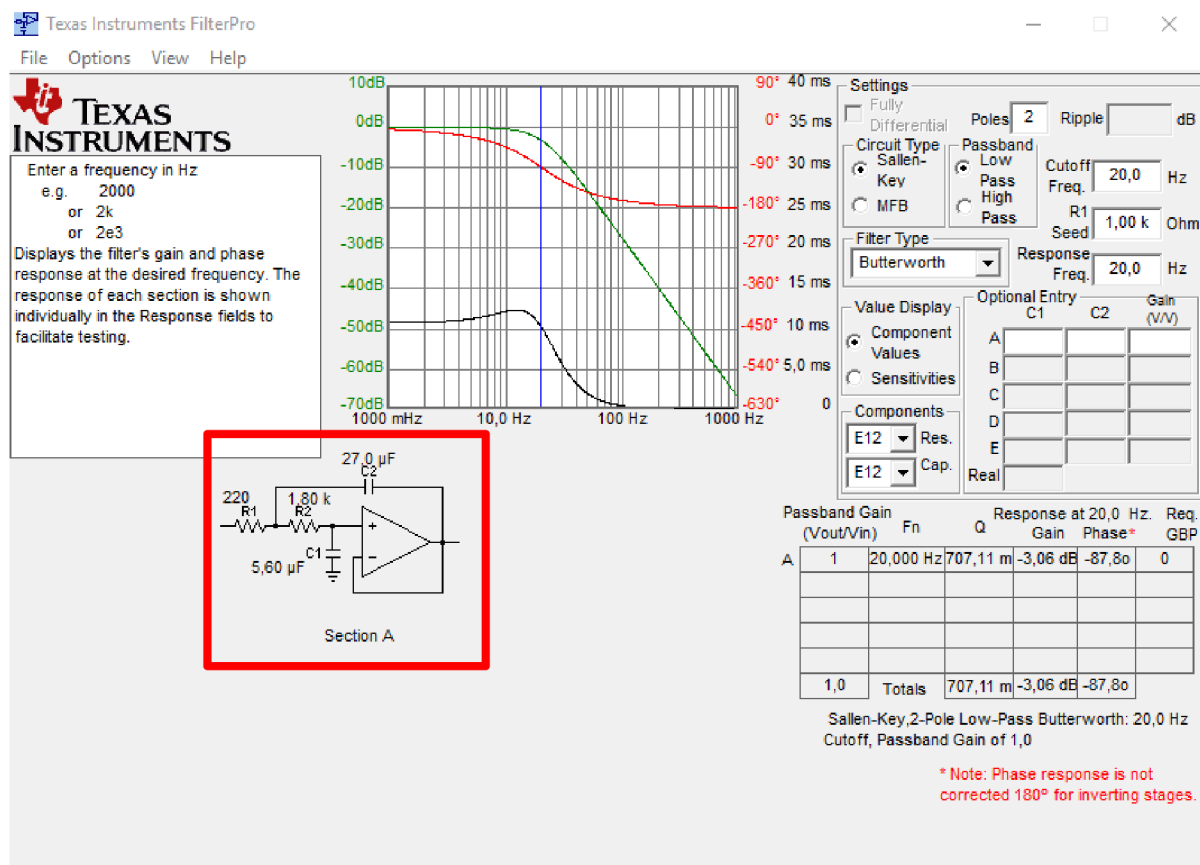 Texas Instruments FilterPro
File Options View Help
TEXAS
INSTRUMENTS
Enter a frequency in Hz
e.g. 2000
or 2k
or 2e3
Displays the filter's gain and phase
response at the desired frequency. The
response of each section is shown
individually in the Response fields to
facilitate testing.
10dB
0dB
-10dB
-20dB
-30dB
-40dB
-50dB
-60dB
-70dB
90° 40 ms
0° 35 ms
-90° 30 ms
-180° 25 ms
-270° 20 ms
-360° 15 ms
-450° 10 ms
-540° 5,0 ms
-630° 0
1000 mHz 10,0 Hz 100 Hz 1000 Hz
Settings
Fully
Differential
Poles 2 Ripple dB
Circuit Type
Sallen-
Key
MFB
Passband
Low
Pass
High
Pass
Cutoff
Freq. 20,0 Hz
R1
Seed 1,00 k Ohm
Response
Freq. 20,0 Hz
Filter Type
Butterworth
Value Display
Component
Values
Sensitivities
Components
E12 Res.
E12 Cap.
Optional Entry
C1 C2 Gain
(V/V)
A
B
C
D
E
Real
27,0 µF
C2
220 1,80 k
R1 R2
C1
5,60 µF
+
-
Section A
Passband Gain
(Vout/Vin) Fn Q
Response at 20,0 Hz.
Gain Phase*
Req.
GBP
A 1 20,000 Hz 707,11 m -3,06 dB -87,8o 0
1,0 Totals 707,11 m -3,06 dB -87,8o
Sallen-Key,2-Pole Low-Pass Butterworth: 20,0 Hz
Cutoff, Passband Gain of 1,0
* Note: Phase response is not
corrected 180º for inverting stages.